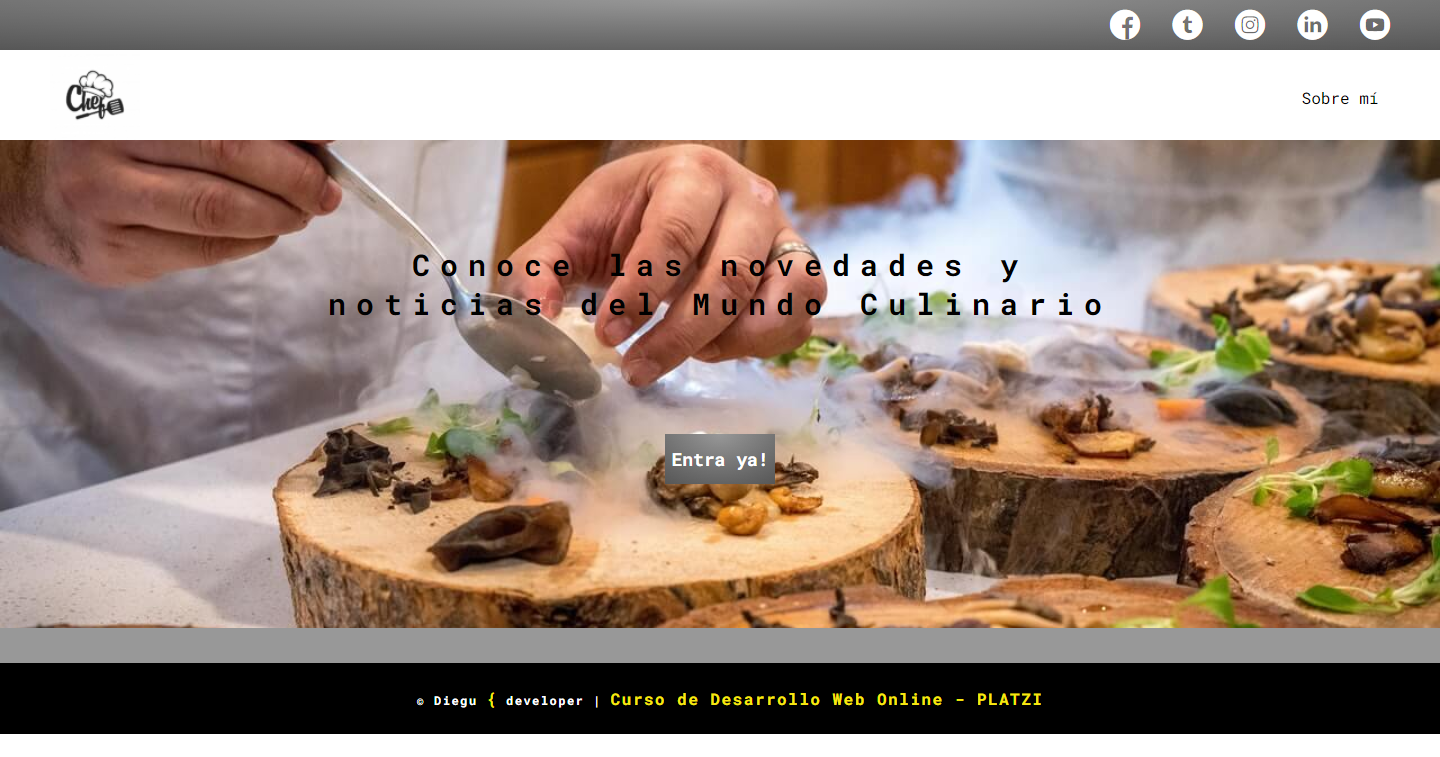 Chef
Sobre mí
Conoce las novedades y
noticias del Mundo Culinario
Entra ya!
© Diegu { developer | Curso de Desarrollo Web Online - PLATZI